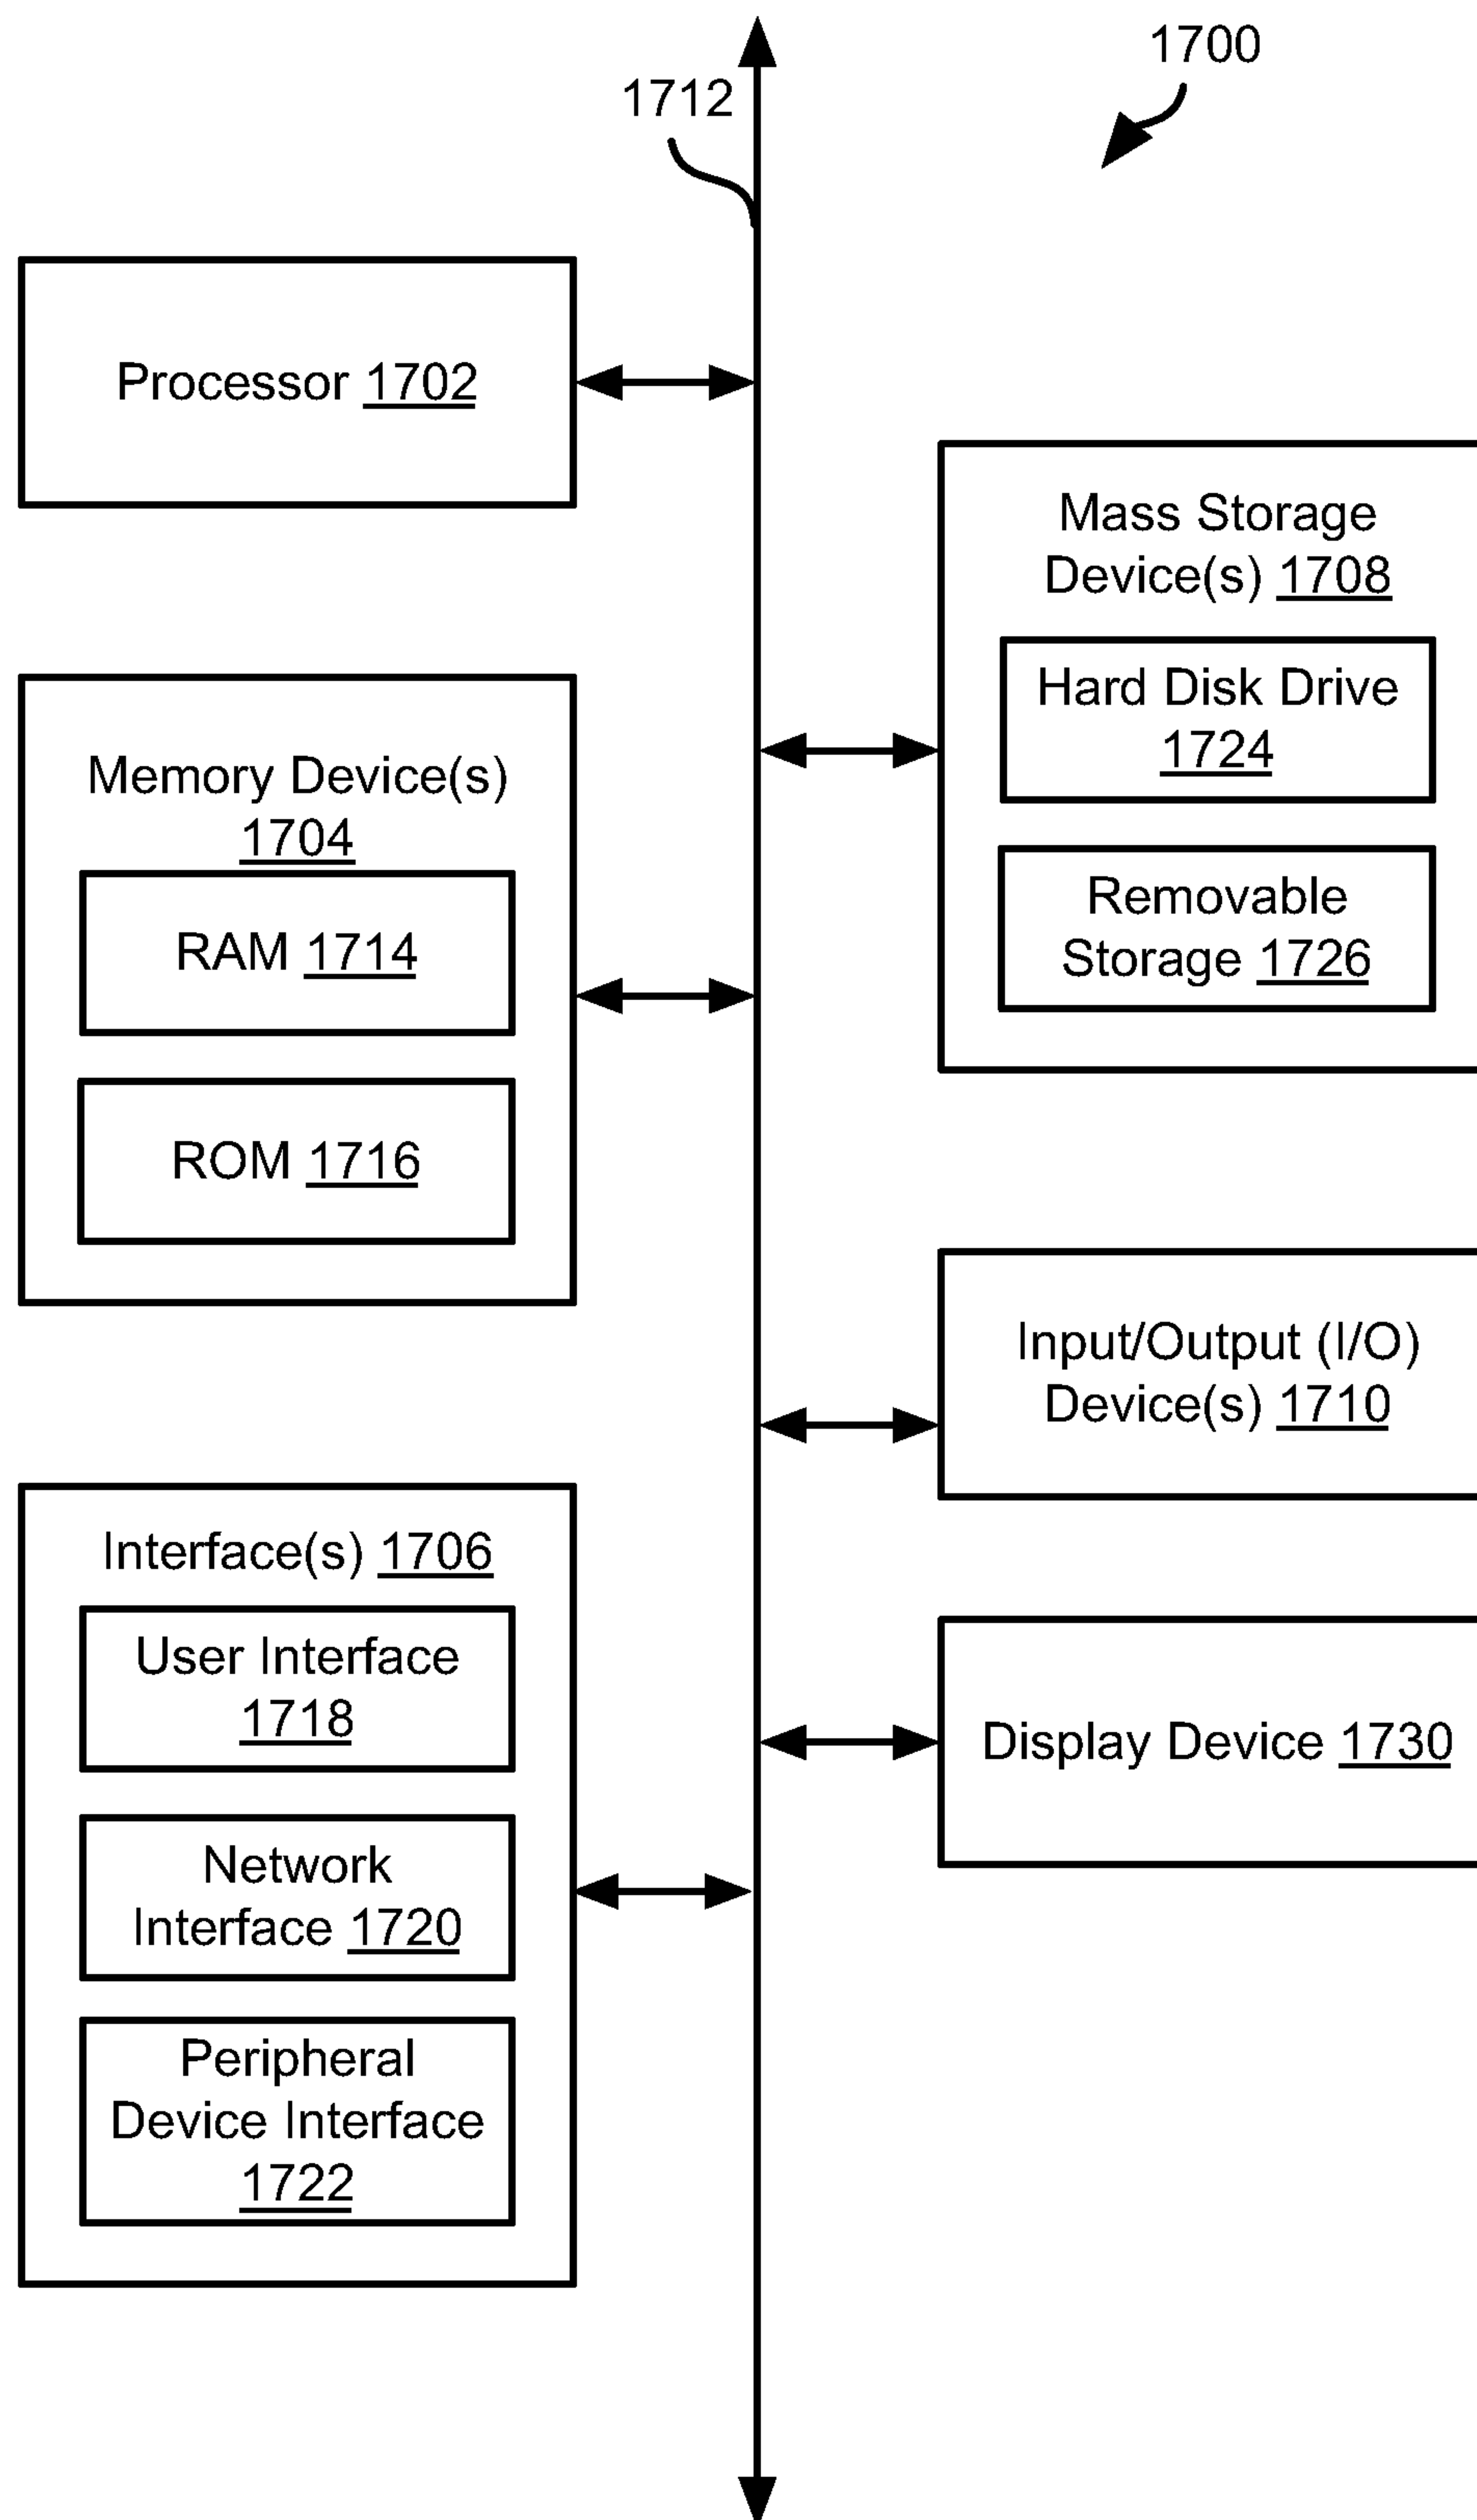 1700
1712
Processor 1702
Memory Device(s)
1704
RAM 1714
ROM 1716
Interface(s) 1706
User Interface
1718
Network
Interface 1720
Peripheral
Device Interface
1722
Mass Storage
Device(s) 1708
Hard Disk Drive
1724
Removable
Storage 1726
Input/Output (I/O)
Device(s) 1710
Display Device 1730